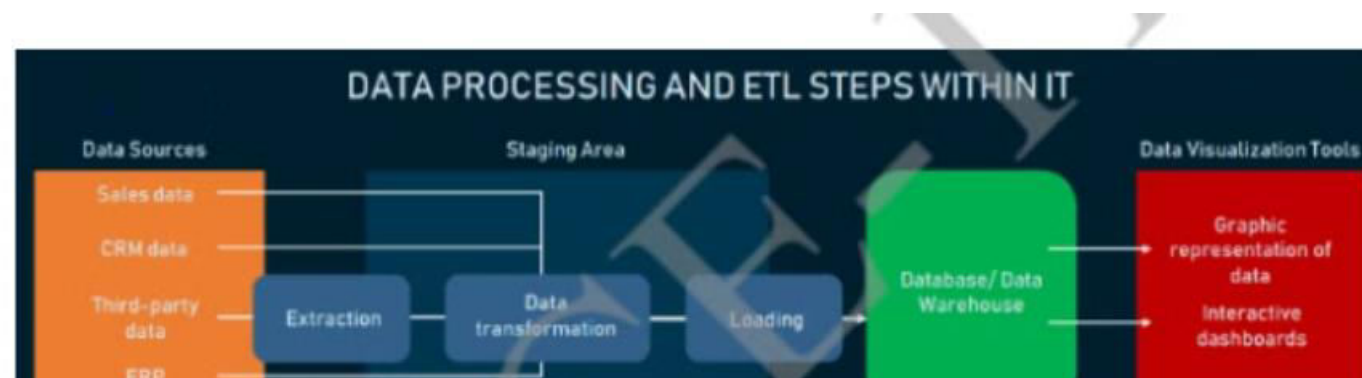 DATA PROCESSING AND ETL STEPS WITHIN IT
Data Sources
Staging Area
Data Visualization Tools
Sales data
CRM data
Third-party
data
ERP
Extraction
Data
transformation
Loading
Database/ Data
Warehouse
Graphic
representation of
data
Interactive
dashboards